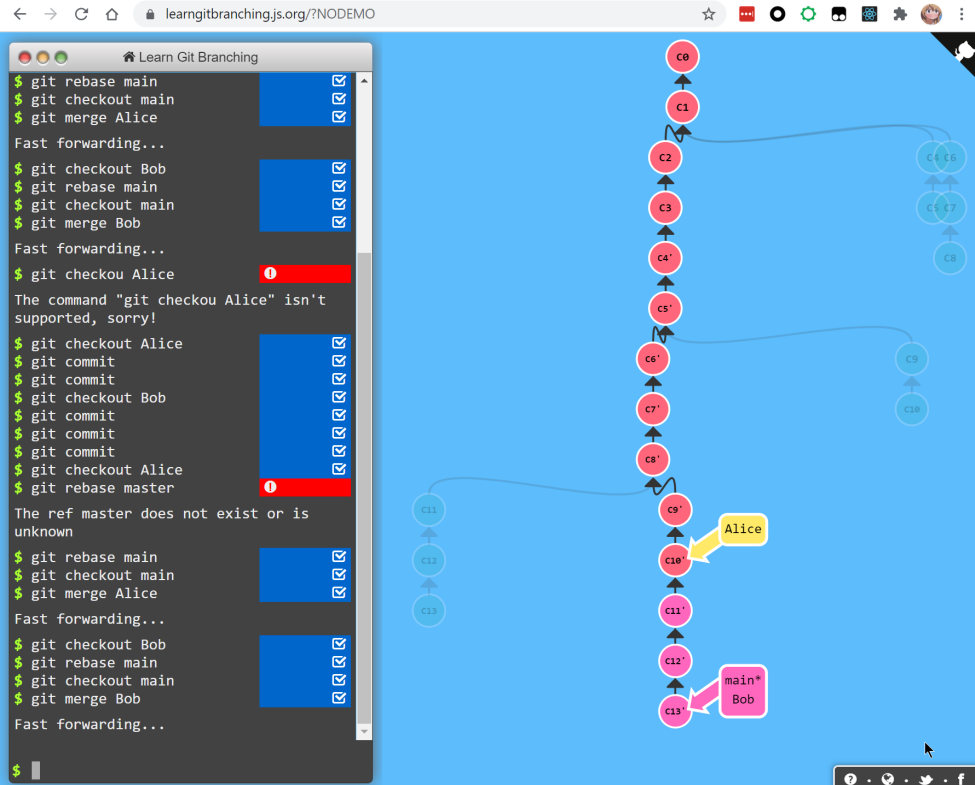 learngitbranching.js.org/?NODEMO
Learn Git Branching
$ git rebase main
$ git checkout main
$ git merge Alice
Fast forwarding...
$ git checkout Bob
$ git rebase main
$ git checkout main
$ git merge Bob
Fast forwarding...
$ git checkou Alice
The command "git checkou Alice" isn't
supported, sorry!
$ git checkout Alice
$ git commit
$ git commit
$ git checkout Bob
$ git commit
$ git commit
$ git commit
$ git checkout Alice
$ git rebase master
The ref master does not exist or is
unknown
$ git rebase main
$ git checkout main
$ git merge Alice
Fast forwarding...
$ git checkout Bob
$ git rebase main
$ git checkout main
$ git merge Bob
Fast forwarding...
$
C0
C1
C2
C4 C6
C3
C5 C7
C4'
C8
C5'
C6'
C9
C7'
C10
C8'
C11
C9'
Alice
C12
C10'
C13
C11'
C12'
main*
Bob
C13'